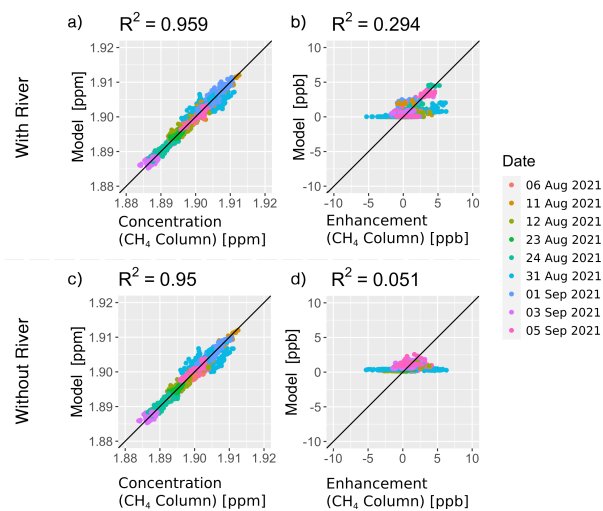 a) R² = 0.959
b) R² = 0.294
With River
Model [ppm]
1.92
1.91
1.90
1.89
1.88
1.88 1.89 1.90 1.91 1.92
Concentration
(CH₄ Column) [ppm]
Model [ppb]
10
5
0
-5
-10
-10 -5 0 5 10
Enhancement
(CH₄ Column) [ppb]
Date
06 Aug 2021
11 Aug 2021
12 Aug 2021
23 Aug 2021
24 Aug 2021
31 Aug 2021
01 Sep 2021
03 Sep 2021
05 Sep 2021
c) R² = 0.95
d) R² = 0.051
Without River
Model [ppm]
1.92
1.91
1.90
1.89
1.88
1.88 1.89 1.90 1.91 1.92
Concentration
(CH₄ Column) [ppm]
Model [ppb]
10
5
0
-5
-10
-10 -5 0 5 10
Enhancement
(CH₄ Column) [ppb]